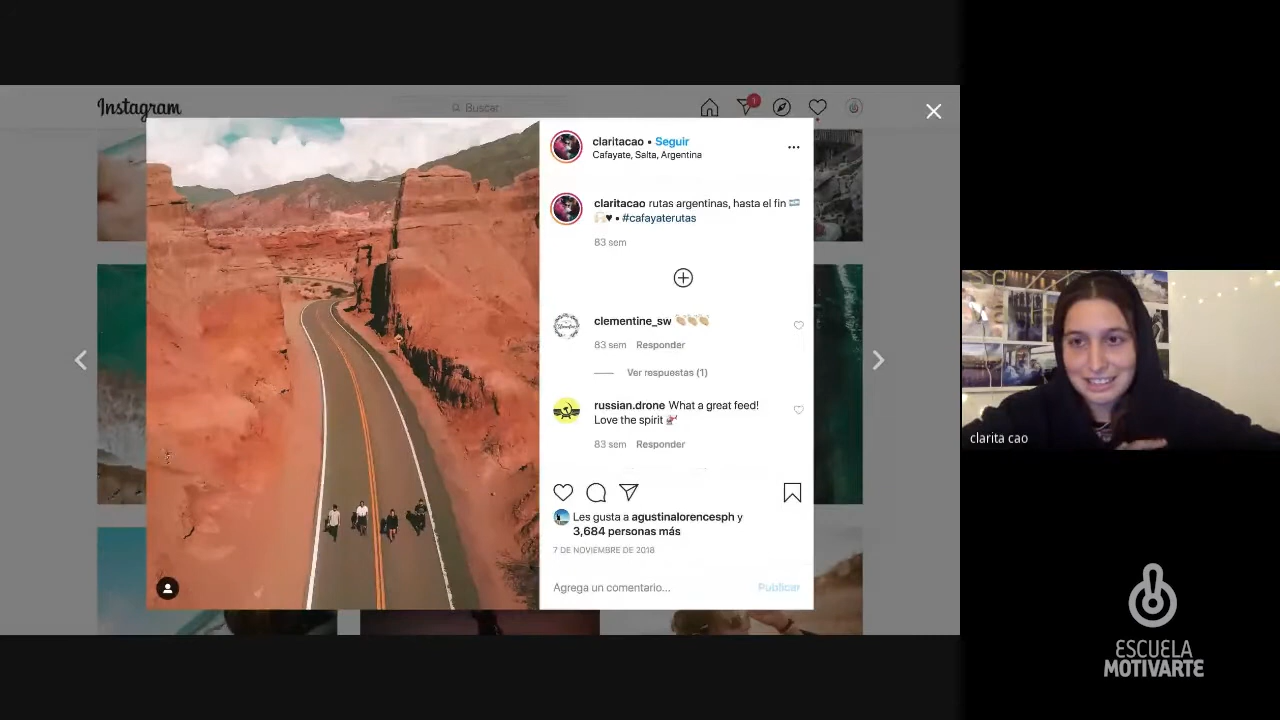 Instagram
Buscar
1
claritacao • Seguir
Cafayate, Salta, Argentina
claritacao rutas argentinas, hasta el fin
• #cafayaterutas
83 sem
clementine_sw
83 sem Responder
Ver respuestas (1)
russian.drone What a great feed!
Love the spirit
83 sem Responder
Les gusta a agustinalorencesph y
3,684 personas más
7 DE NOVIEMBRE DE 2018
Agrega un comentario... Publicar
clarita cao
ESCUELA
MOTIVARTE